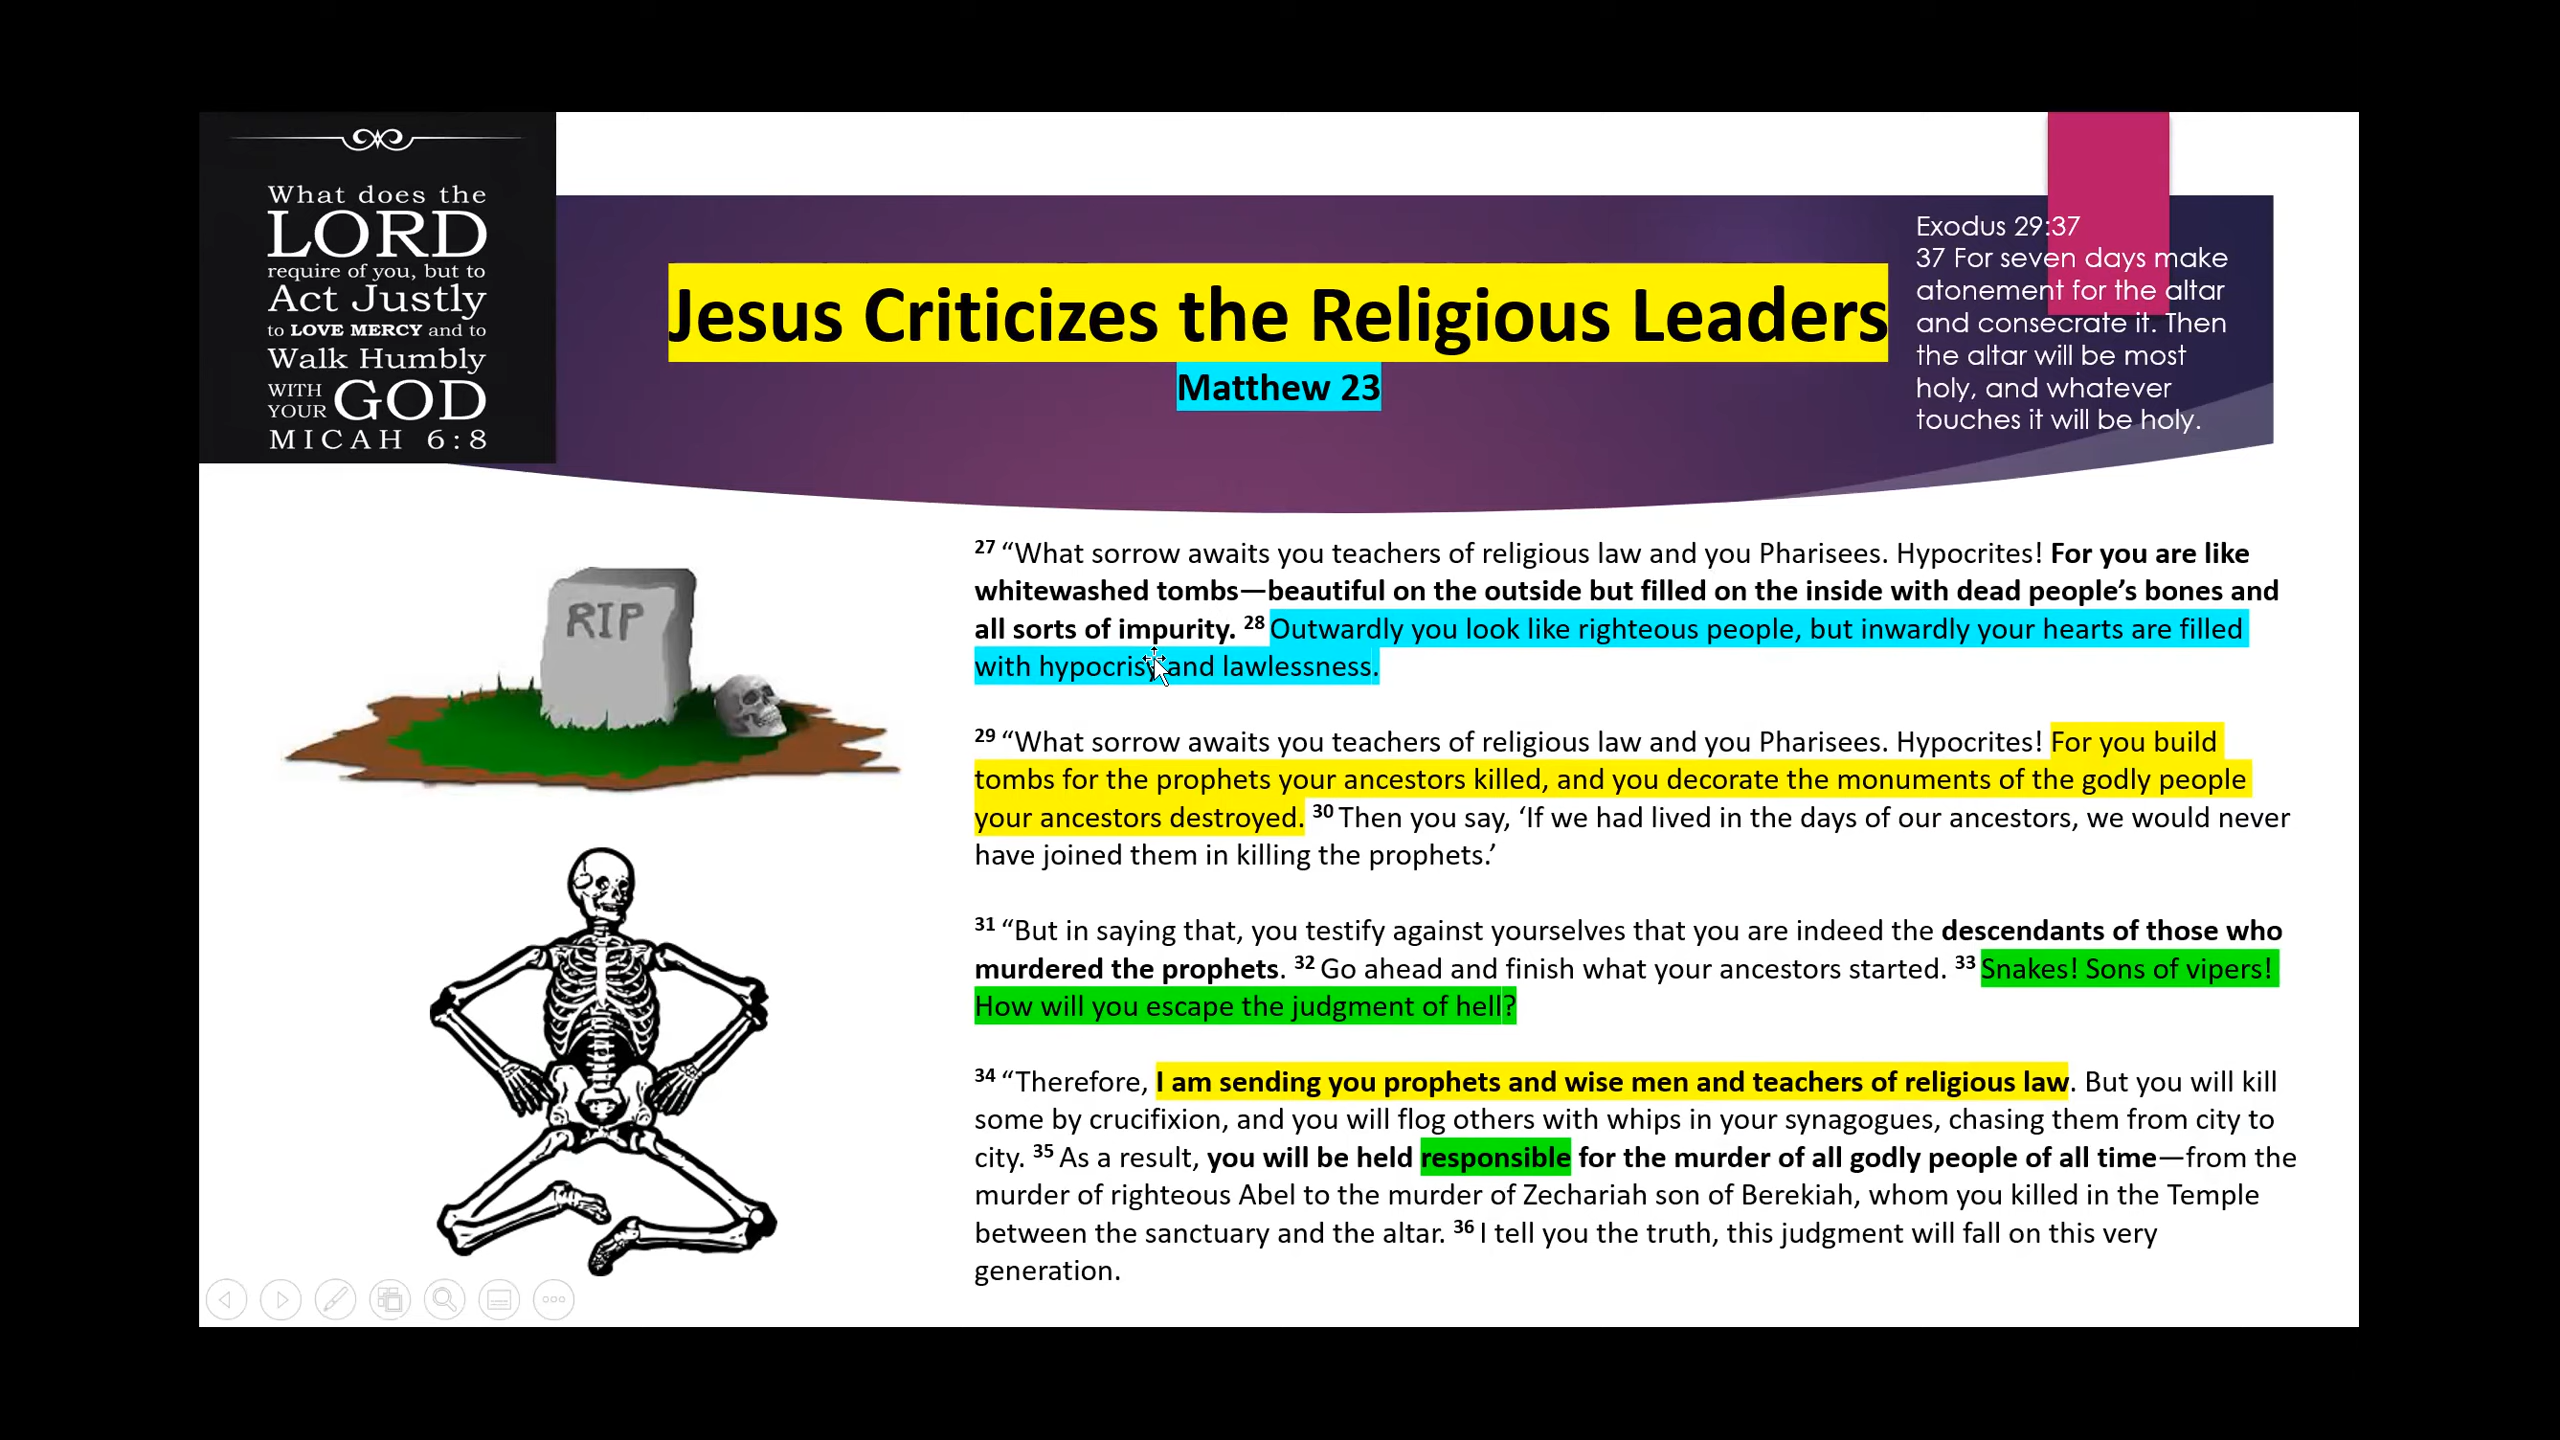 What does the
LORD
require of you, but to
Act Justly
to LOVE MERCY and to
Walk Humbly
WITH
YOUR GOD
MICAH 6:8
Jesus Criticizes the Religious Leaders
Matthew 23
Exodus 29:37
37 For seven days make
atonement for the altar
and consecrate it. Then
the altar will be most
holy, and whatever
touches it will be holy.
RIP
27 “What sorrow awaits you teachers of religious law and you Pharisees. Hypocrites! For you are like
whitewashed tombs—beautiful on the outside but filled on the inside with dead people’s bones and
all sorts of impurity. 28 Outwardly you look like righteous people, but inwardly your hearts are filled
with hypocrisy and lawlessness.
29 “What sorrow awaits you teachers of religious law and you Pharisees. Hypocrites! For you build
tombs for the prophets your ancestors killed, and you decorate the monuments of the godly people
your ancestors destroyed. 30 Then you say, ‘If we had lived in the days of our ancestors, we would never
have joined them in killing the prophets.’
31 “But in saying that, you testify against yourselves that you are indeed the descendants of those who
murdered the prophets. 32 Go ahead and finish what your ancestors started. 33 Snakes! Sons of vipers!
How will you escape the judgment of hell?
34 “Therefore, I am sending you prophets and wise men and teachers of religious law. But you will kill
some by crucifixion, and you will flog others with whips in your synagogues, chasing them from city to
city. 35 As a result, you will be held responsible for the murder of all godly people of all time—from the
murder of righteous Abel to the murder of Zechariah son of Berekiah, whom you killed in the Temple
between the sanctuary and the altar. 36 I tell you the truth, this judgment will fall on this very
generation.